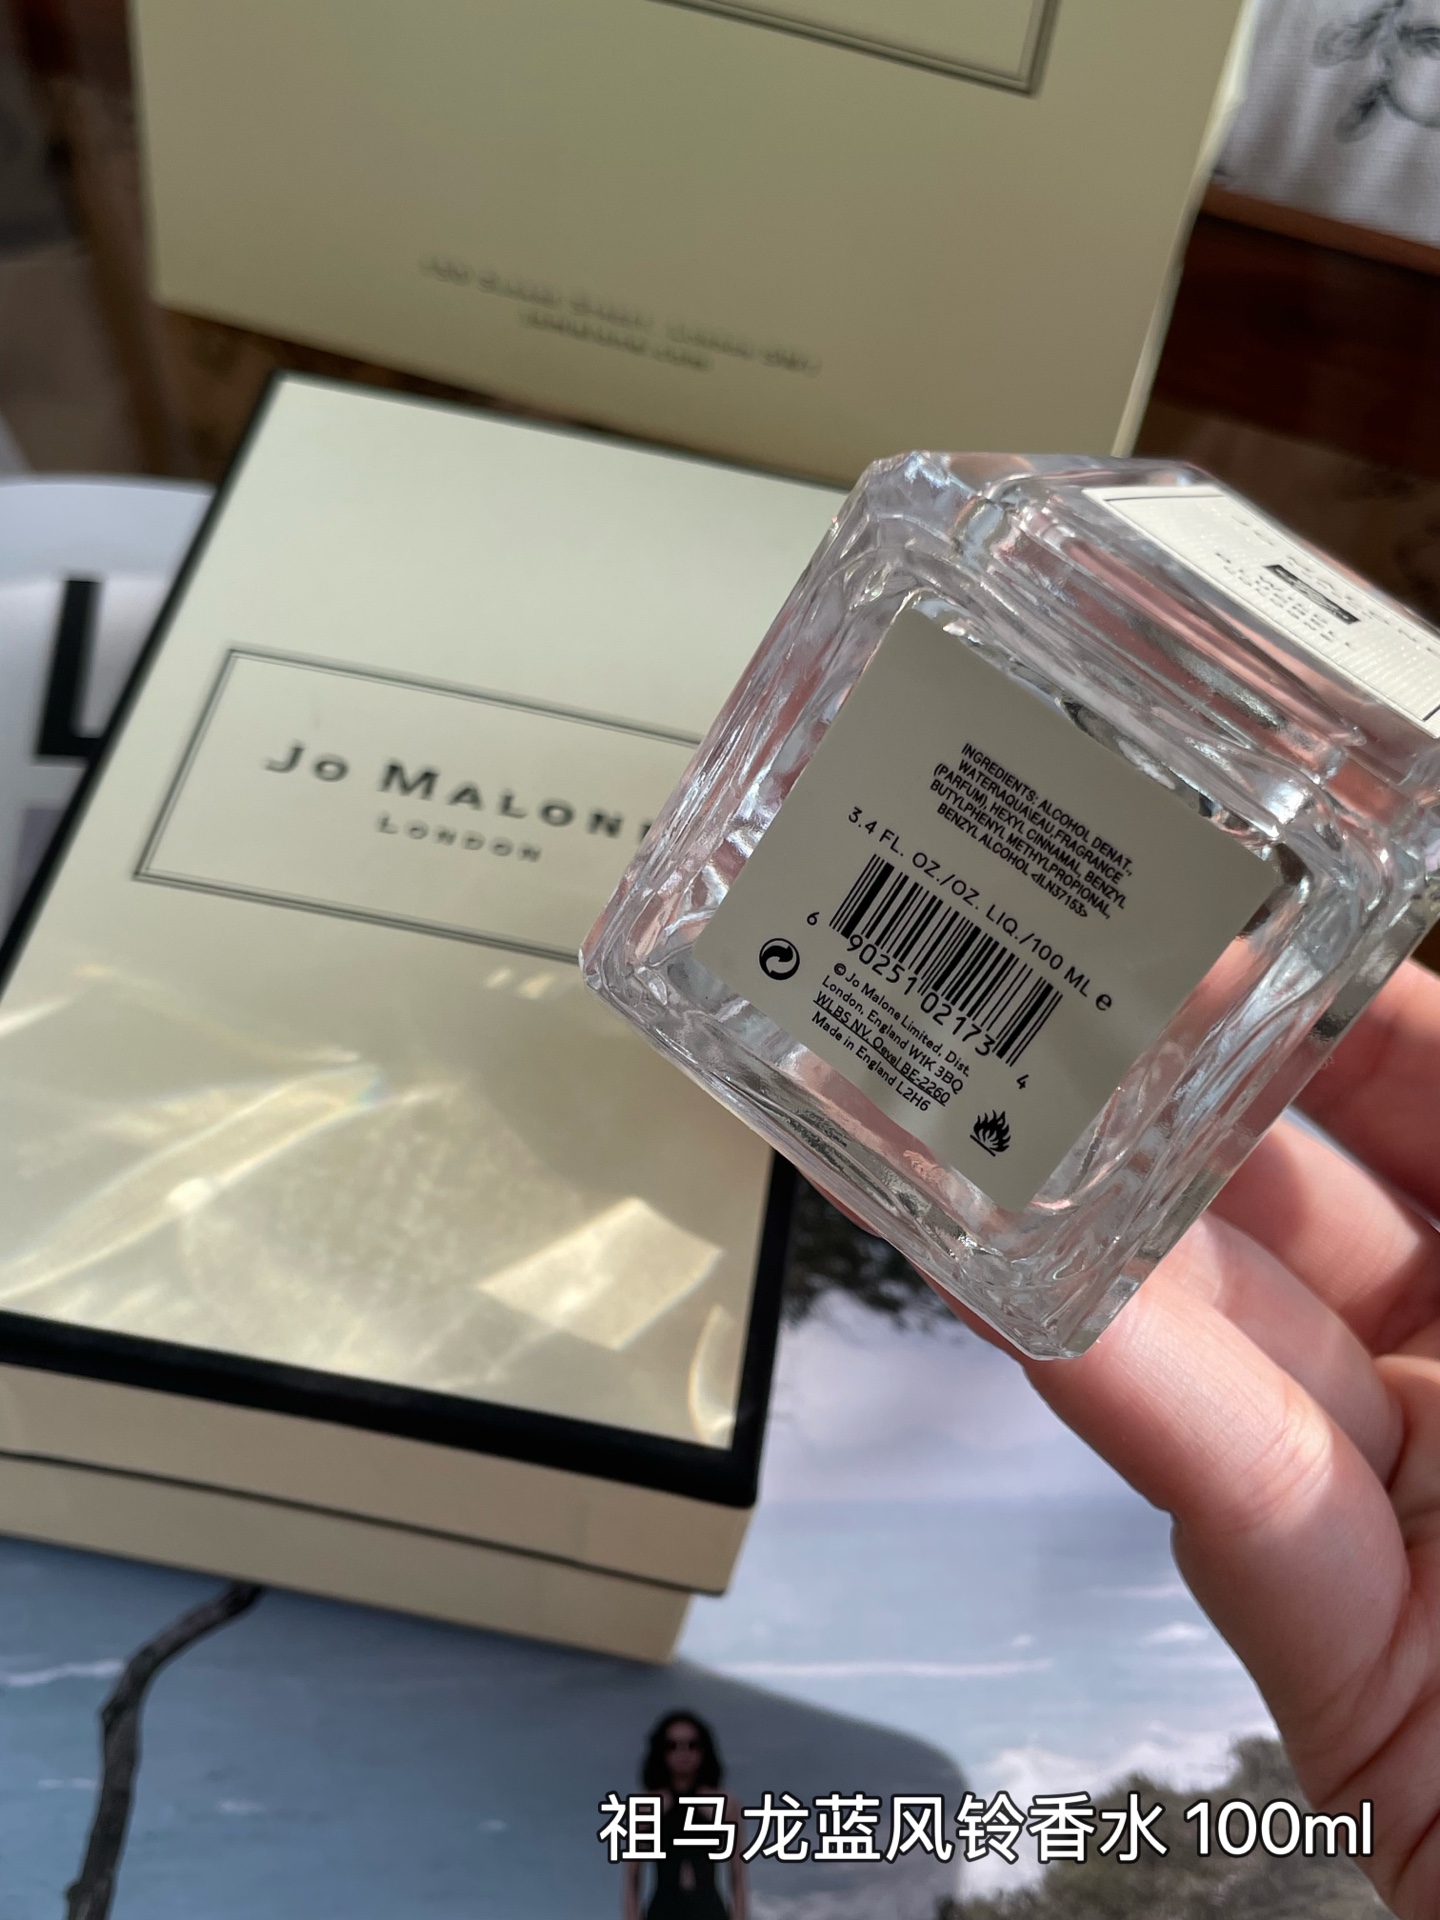 Jo MALONE
LONDON
INGREDIENTS: ALCOHOL DENAT.,
WATER\AQUA\EAU, FRAGRANCE
(PARFUM), HEXYL CINNAMAL, BENZYL
BUTYLPHENYL METHYLPROPIONAL,
BENZYL ALCOHOL <ILN37153>
3.4 FL. OZ./OZ. LIQ./100 ML e
6 90251 02173 4
©Jo Malone Limited, Dist.
London, England W1K 3BQ
WLBS NV, Oevel BE-2260
Made in England L2H6
祖马龙蓝风铃香水 100ml